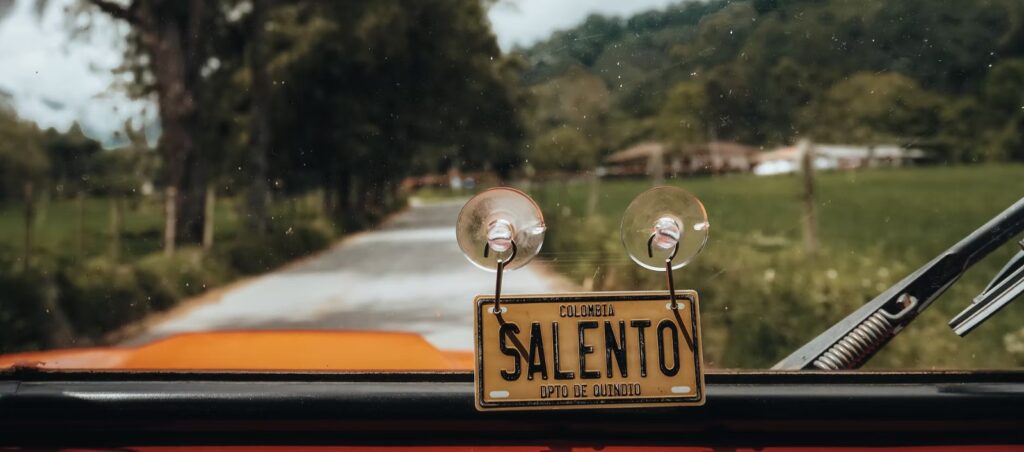 COLOMBIA
SALENTO
DPTO DE QUINDIO